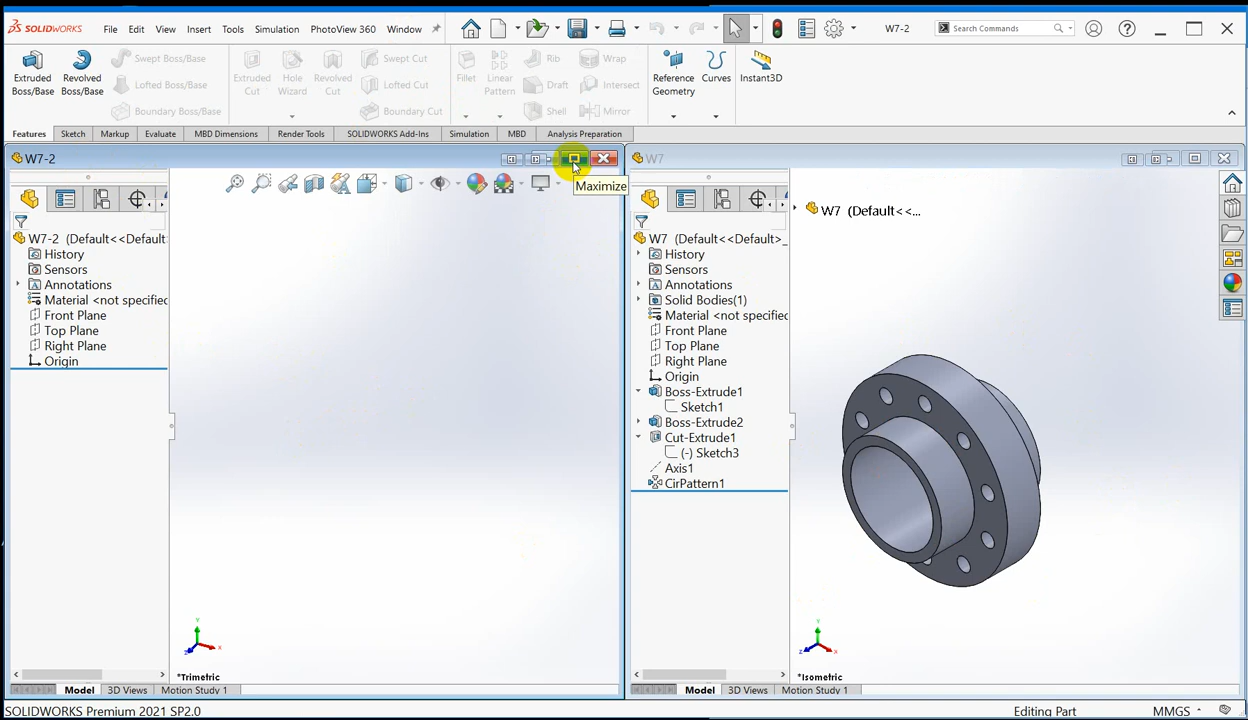 SOLIDWORKS File Edit View Insert Tools Simulation PhotoView 360 Window W7-2 Search Commands
Extruded Boss/Base
Revolved Boss/Base
Swept Boss/Base
Lofted Boss/Base
Boundary Boss/Base
Extruded Cut
Hole Wizard
Revolved Cut
Swept Cut
Lofted Cut
Boundary Cut
Fillet
Linear Pattern
Rib
Draft
Shell
Wrap
Intersect
Mirror
Reference Geometry
Curves
Instant3D
Features Sketch Markup Evaluate MBD Dimensions Render Tools SOLIDWORKS Add-Ins Simulation MBD Analysis Preparation
W7-2
Maximize
W7-2 (Default<<Default
History
Sensors
Annotations
Material <not specified
Front Plane
Top Plane
Right Plane
Origin
*Trimetric
Model 3D Views Motion Study 1
W7
W7 (Default<<...
W7 (Default<<Default>_
History
Sensors
Annotations
Solid Bodies(1)
Material <not specified
Front Plane
Top Plane
Right Plane
Origin
Boss-Extrude1
Sketch1
Boss-Extrude2
Cut-Extrude1
(-) Sketch3
Axis1
CirPattern1
*Isometric
Model 3D Views Motion Study 1
SOLIDWORKS Premium 2021 SP2.0 Editing Part MMGS